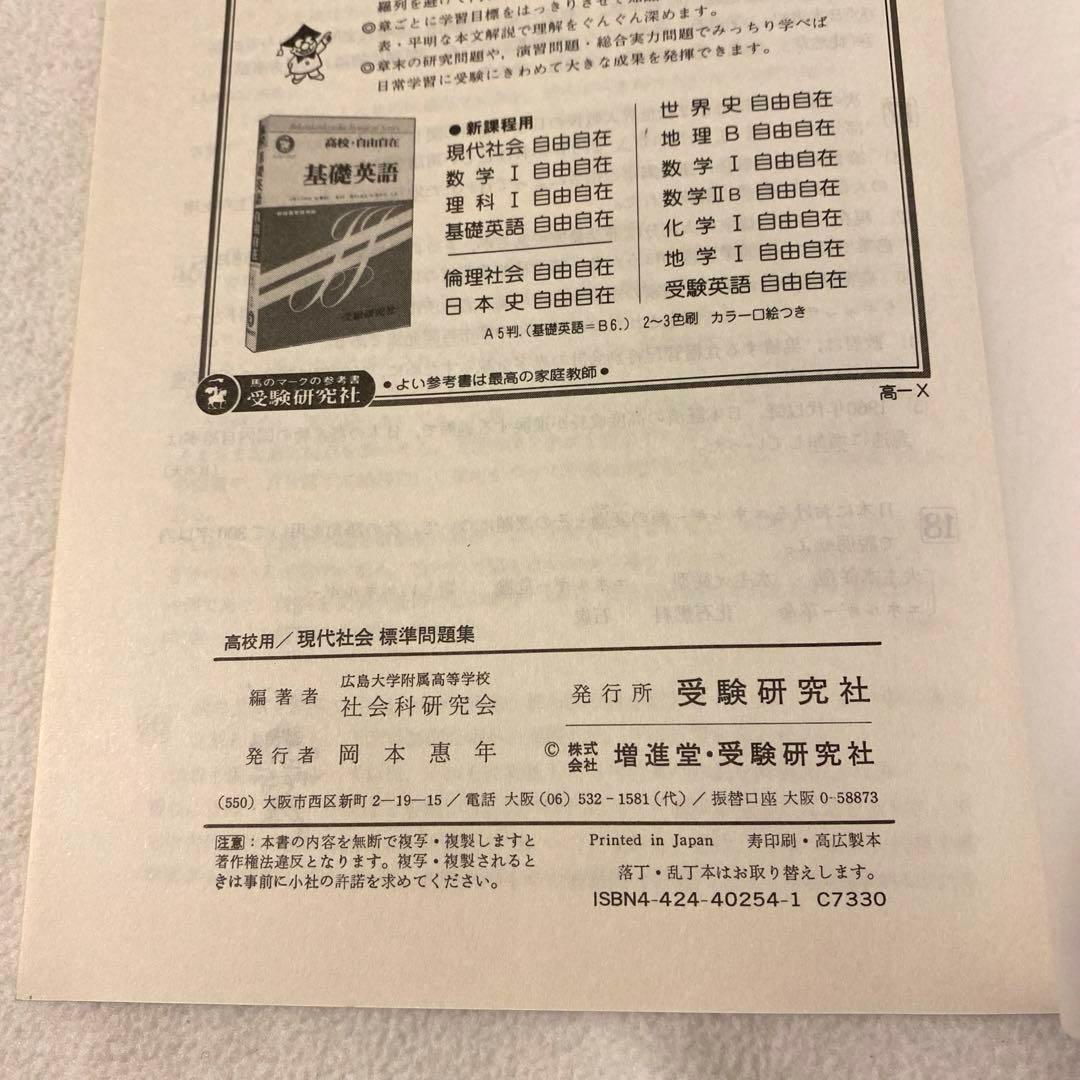 羅列を避けて
◎章ごとに学習目標をはっきりさせて
表・平明な本文解説で理解をぐんぐん深めます。
◎章末の研究問題や，演習問題・総合実力問題でみっちり学べば
日常学習に受験にきわめて大きな成果を発揮できます。
高校・自由自在
基礎英語
受験研究社
●新課程用
現代社会 自由自在
数学 I 自由自在
理科 I 自由自在
基礎英語 自由自在
倫理社会 自由自在
日本史 自由自在
世界史 自由自在
地理B 自由自在
数学 I 自由自在
数学ⅡB 自由自在
化学 I 自由自在
地学 I 自由自在
受験英語 自由自在
A5判.(基礎英語=B6.) 2〜3色刷 カラー口絵つき
馬のマークの参考書
受験研究社
●よい参考書は最高の家庭教師●
高一X
高校用／現代社会 標準問題集
編著者 広島大学附属高等学校
社会科研究会
発行者 岡本惠年
発行所 受験研究社
© 株式会社 増進堂・受験研究社
(550) 大阪市西区新町2―19―15／電話 大阪(06) 532-1581(代)／振替口座 大阪 0-58873
注意：本書の内容を無断で複写・複製しますと
著作権法違反となります。複写・複製されると
きは事前に小社の許諾を求めてください。
Printed in Japan 寿印刷・高広製本
落丁・乱丁本はお取り替えします。
ISBN4-424-40254-1 C7330